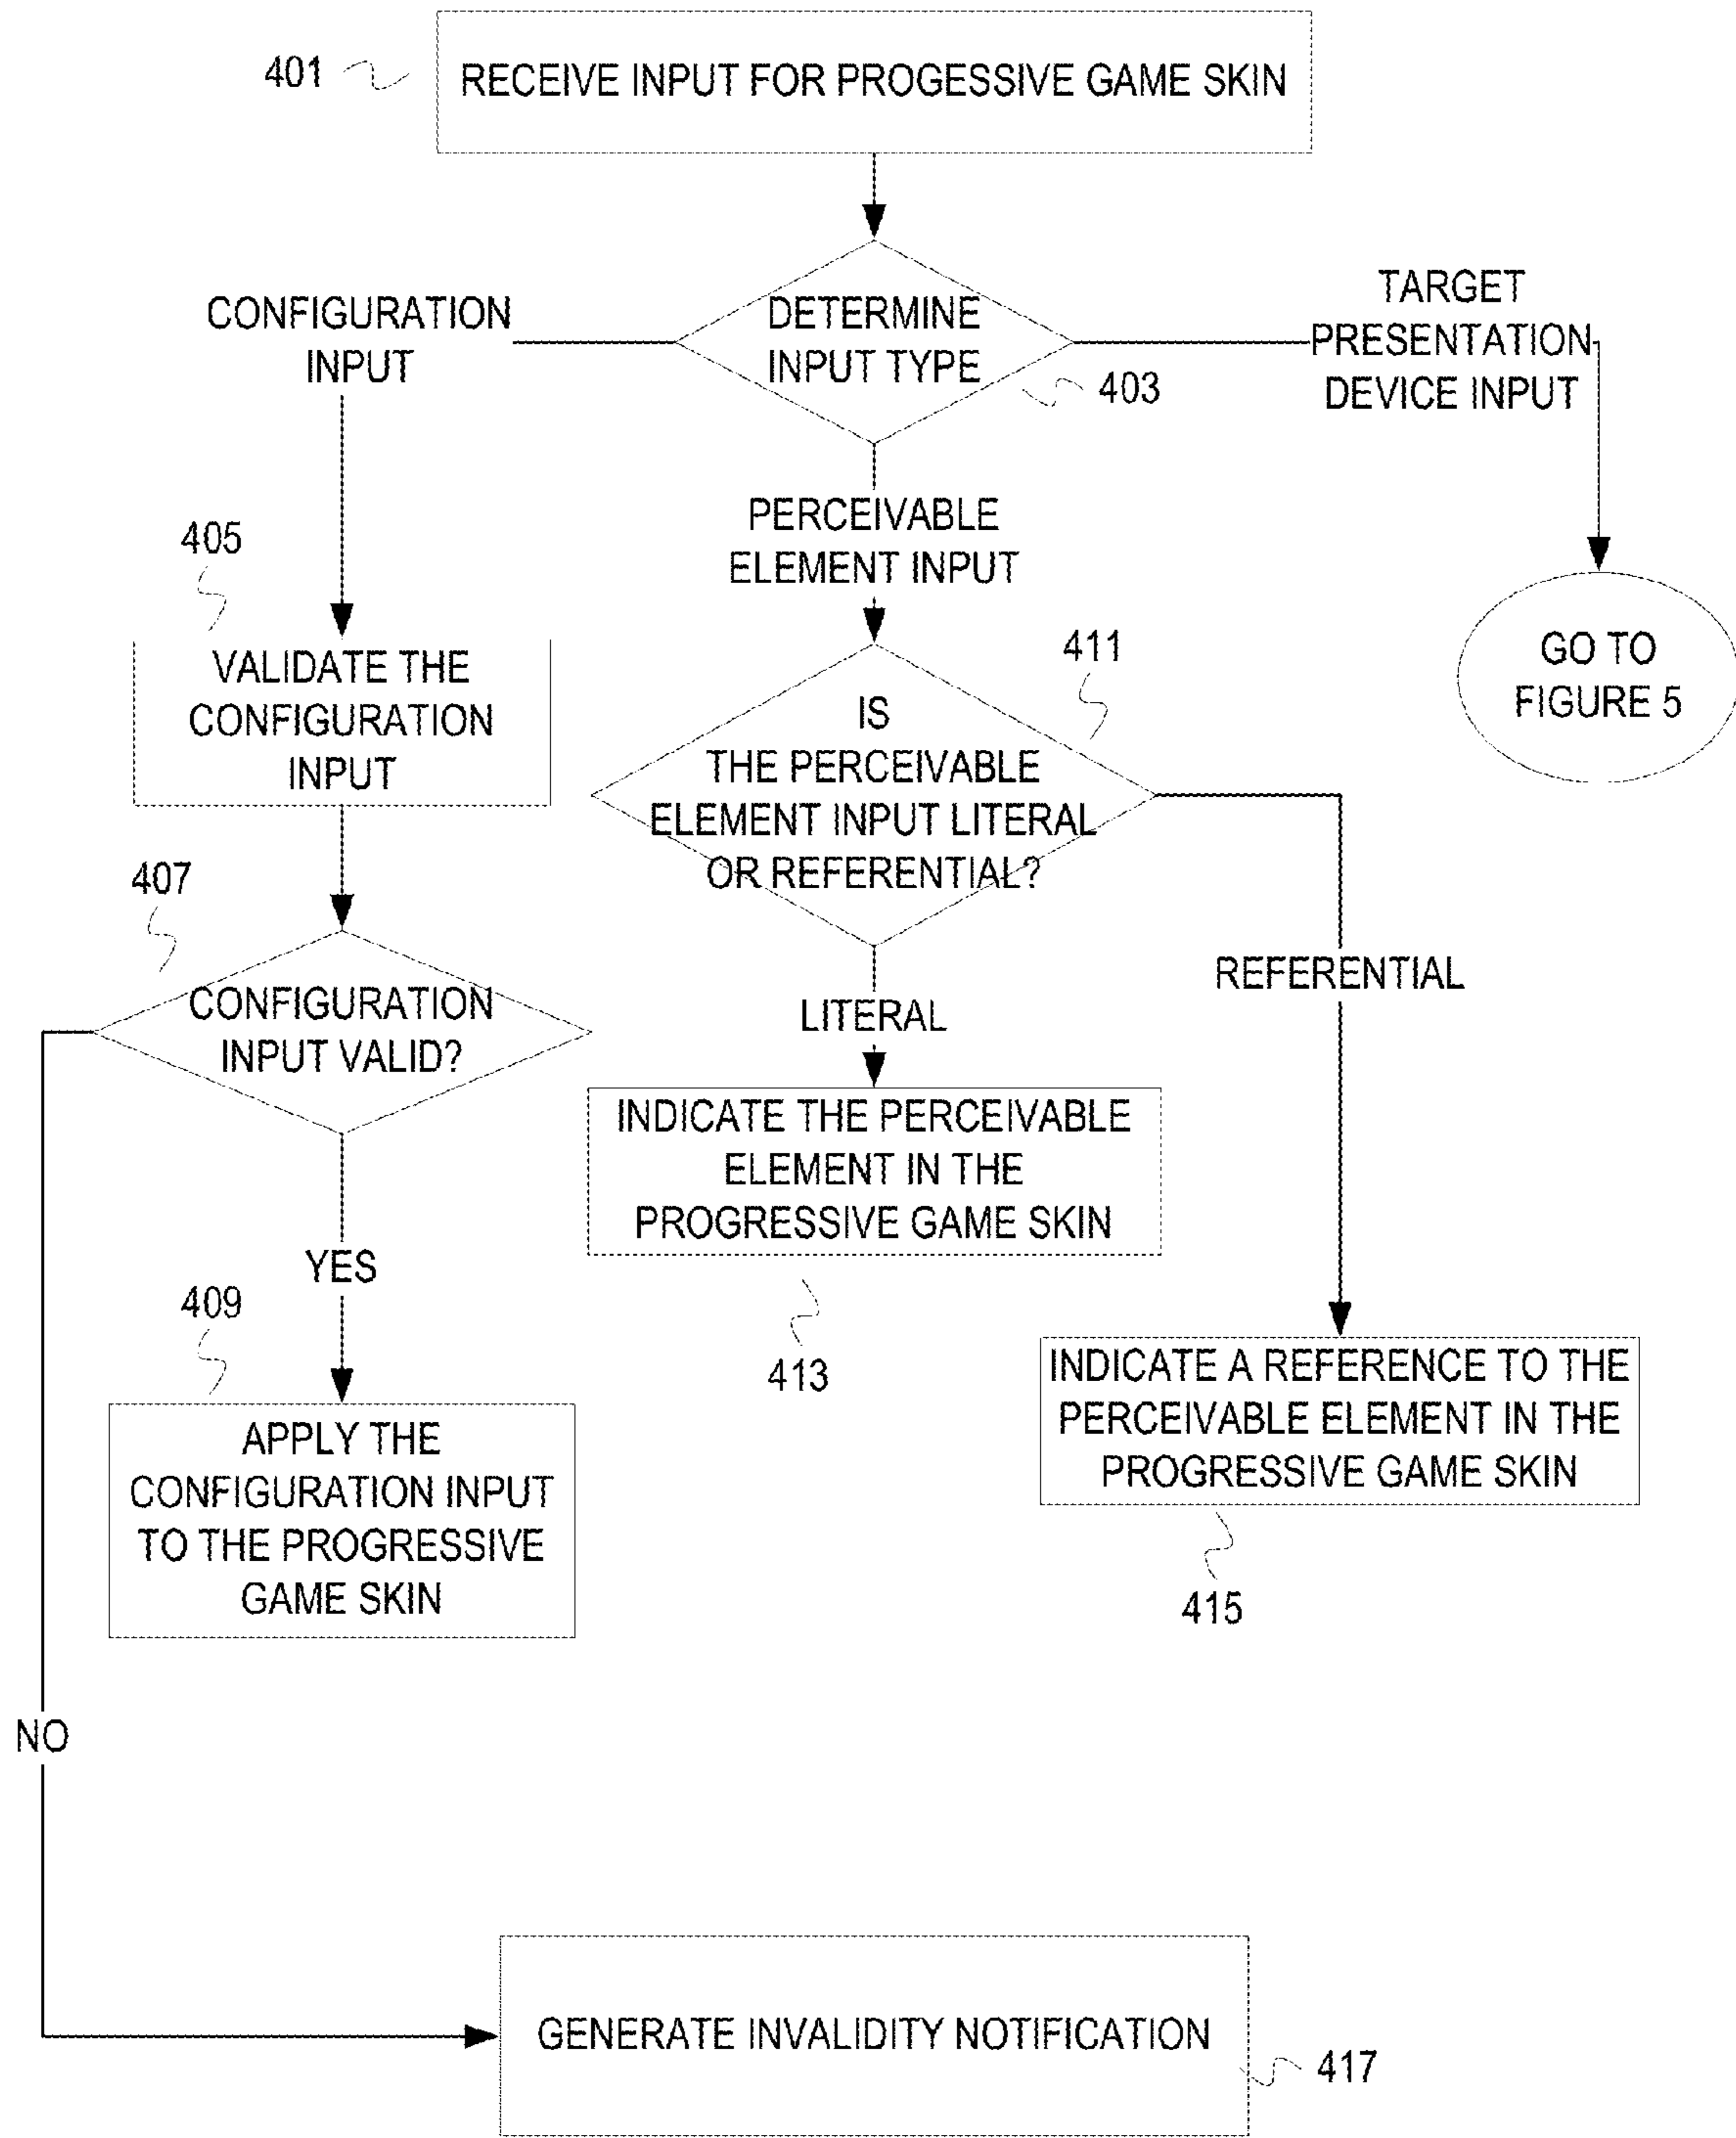 401
RECEIVE INPUT FOR PROGESSIVE GAME SKIN
CONFIGURATION
INPUT
DETERMINE
INPUT TYPE
403
TARGET
PRESENTATION
DEVICE INPUT
PERCEIVABLE
ELEMENT INPUT
405
VALIDATE THE
CONFIGURATION
INPUT
411
IS
THE PERCEIVABLE
ELEMENT INPUT LITERAL
OR REFERENTIAL?
GO TO
FIGURE 5
407
CONFIGURATION
INPUT VALID?
LITERAL
REFERENTIAL
INDICATE THE PERCEIVABLE
ELEMENT IN THE
PROGRESSIVE GAME SKIN
413
YES
409
APPLY THE
CONFIGURATION INPUT
TO THE PROGRESSIVE
GAME SKIN
INDICATE A REFERENCE TO THE
PERCEIVABLE ELEMENT IN THE
PROGRESSIVE GAME SKIN
415
NO
GENERATE INVALIDITY NOTIFICATION
417